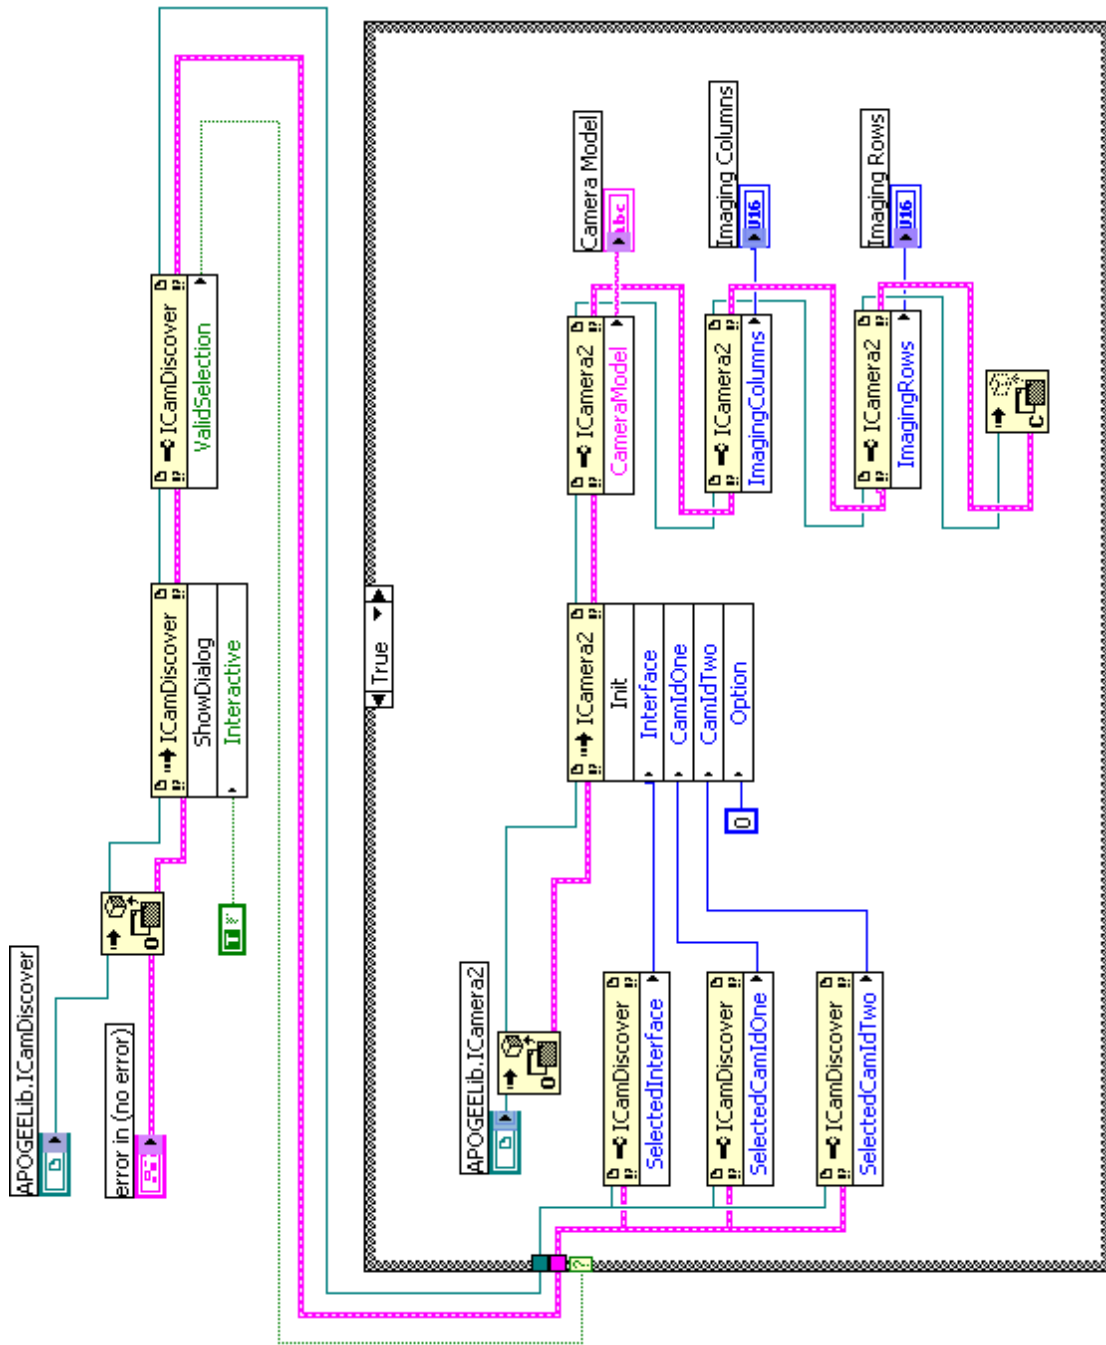 APOGEELib.ICamDiscover
error in (no error)
T
ICamDiscover
ShowDialog
Interactive
ICamDiscover
ValidSelection
True
APOGEELib.ICamera2
ICamDiscover
SelectedInterface
ICamDiscover
SelectedCamIdOne
ICamDiscover
SelectedCamIdTwo
ICamera2
Init
Interface
CamIdOne
CamIdTwo
Option
0
ICamera2
CameraModel
Camera Model
abc
ICamera2
ImagingColumns
Imaging Columns
U16
ICamera2
ImagingRows
Imaging Rows
U16
C